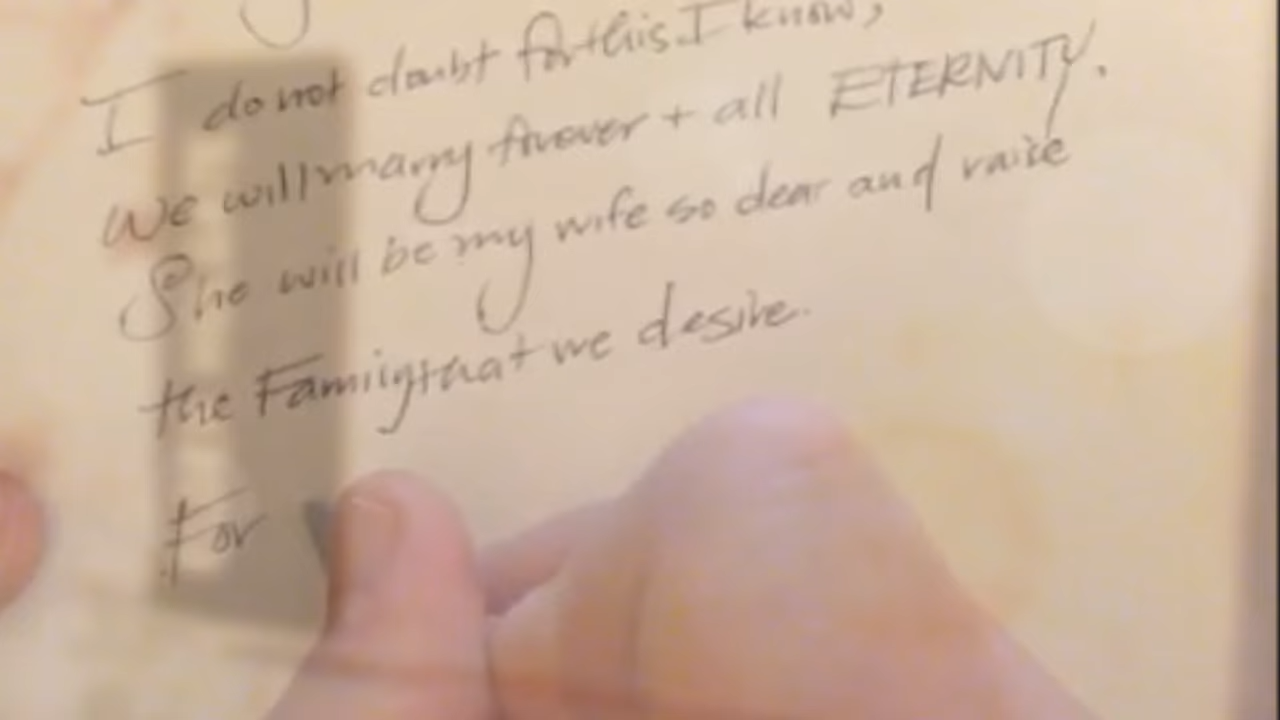 I do not doubt for this I know,
We will marry forever + all ETERNITY.
She will be my wife so dear and raise
the Family that we desire.
For